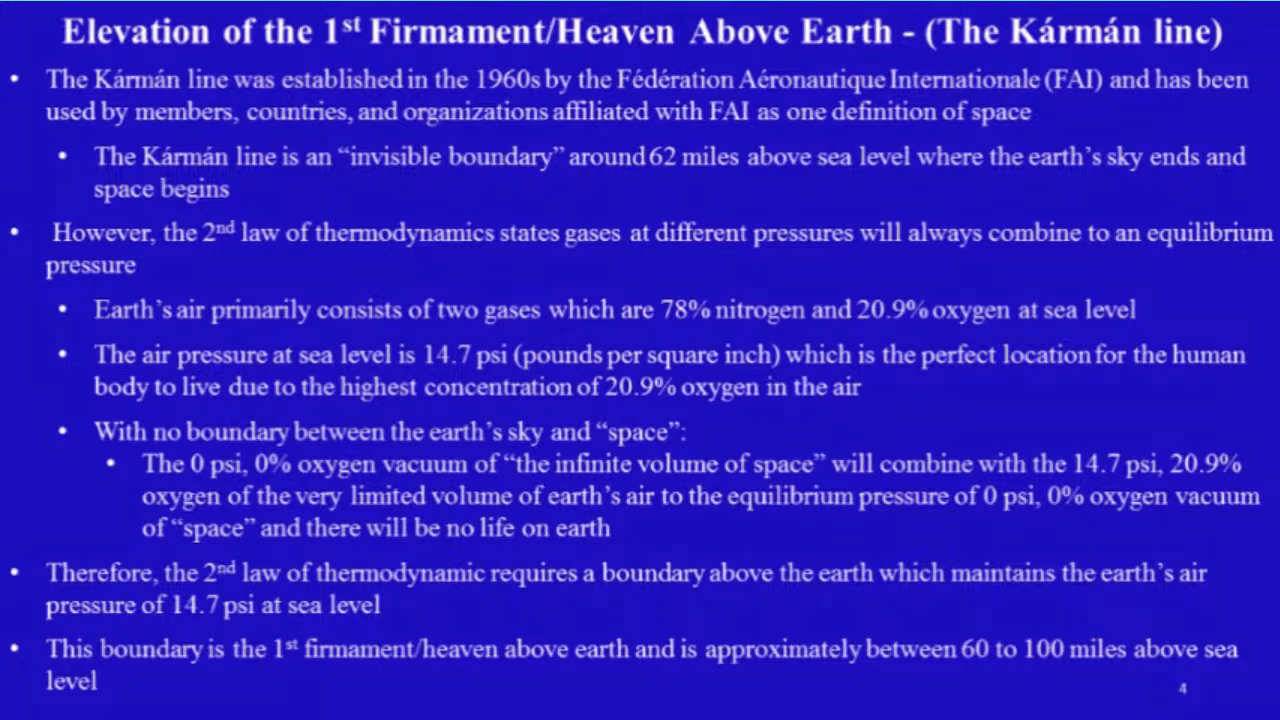 Elevation of the 1st Firmament/Heaven Above Earth - (The Kármán line)
• The Kármán line was established in the 1960s by the Fédération Aéronautique Internationale (FAI) and has been
used by members, countries, and organizations affiliated with FAI as one definition of space
• The Kármán line is an “invisible boundary” around 62 miles above sea level where the earth’s sky ends and
space begins
• However, the 2nd law of thermodynamics states gases at different pressures will always combine to an equilibrium
pressure
• Earth’s air primarily consists of two gases which are 78% nitrogen and 20.9% oxygen at sea level
• The air pressure at sea level is 14.7 psi (pounds per square inch) which is the perfect location for the human
body to live due to the highest concentration of 20.9% oxygen in the air
• With no boundary between the earth’s sky and “space”:
• The 0 psi, 0% oxygen vacuum of “the infinite volume of space” will combine with the 14.7 psi, 20.9%
oxygen of the very limited volume of earth’s air to the equilibrium pressure of 0 psi, 0% oxygen vacuum
of “space” and there will be no life on earth
• Therefore, the 2nd law of thermodynamic requires a boundary above the earth which maintains the earth’s air
pressure of 14.7 psi at sea level
• This boundary is the 1st firmament/heaven above earth and is approximately between 60 to 100 miles above sea
level
4